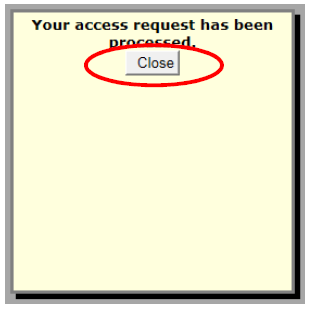 Your access request has been
processed.
Close